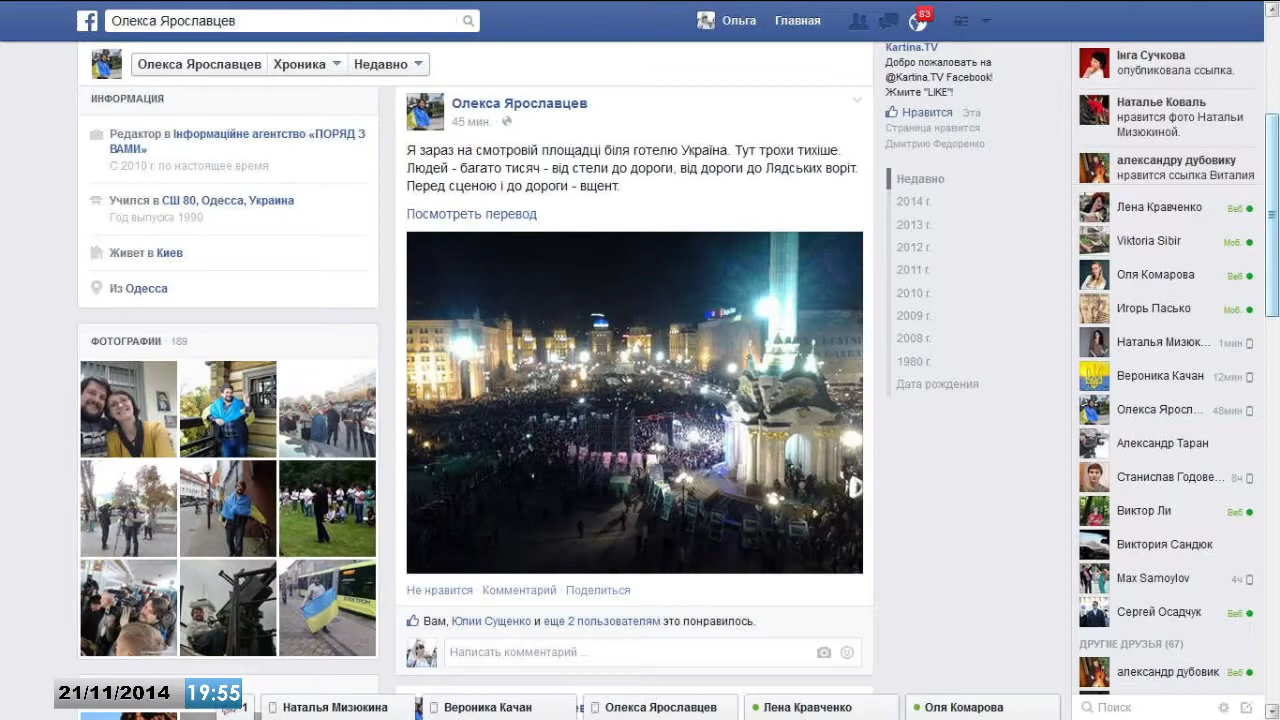 Олекса Ярославцев
Ольга
Главная
83
Олекса Ярославцев
Хроника
Недавно
ИНФОРМАЦИЯ
Редактор в Інформаційне агентство «ПОРЯД З
ВАМИ»
С 2010 г. по настоящее время
Учился в СШ 80, Одесса, Украина
Год выпуска 1990
Живет в Киев
Из Одесса
ФОТОГРАФИИ · 189
Олекса Ярославцев
45 мин. ·
Я зараз на смотровій площадці біля готелю Україна. Тут трохи тихіше.
Людей - багато тисяч - від стели до дороги, від дороги до Лядських воріт.
Перед сценою і до дороги - вщент.
Посмотреть перевод
Не нравится · Комментарий · Поделиться
Вам, Юлии Сущенко и еще 2 пользователям это понравилось.
Написать комментарий ...
Kartina.TV
Добро пожаловать на
@Kartina.TV Facebook!
Жмите "LIKE"!
Нравится · Эта
Страница нравится
Дмитрию Федоренко
Недавно
2014 г.
2013 г.
2012 г.
2011 г.
2010 г.
2009 г.
2008 г.
1980 г.
Дата рождения
Інга Сучкова
опубликовала ссылка.
Наталье Коваль
нравится фото Натальи
Мизюкиной.
александру дубовику
нравится ссылка Виталия
Лена Кравченко Веб
Viktoria Sibir Моб.
Оля Комарова Веб
Игорь Пасько Моб.
Наталья Мизюк... 1мин
Вероника Качан 12мин
Олекса Яросл... 48мин
Александр Таран
Станислав Годове... 8ч
Виктор Ли Веб
Виктория Сандюк
Max Samoylov 4ч
Сергей Осадчук Веб
ДРУГИЕ ДРУЗЬЯ (67)
александр дубовик Веб
Поиск
21/11/2014 19:55
1
Наталья Мизюкина
Вероника Качан
Олекса Ярославцев
Лена Кравченко
Оля Комарова